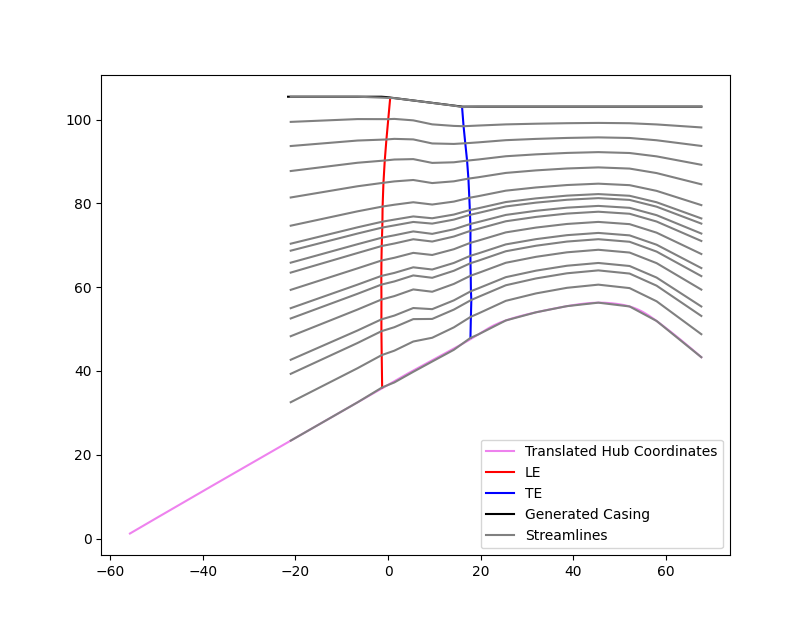 100
80
60
40
20
0
−60
−40
−20
0
20
40
60
Translated Hub Coordinates
LE
TE
Generated Casing
Streamlines